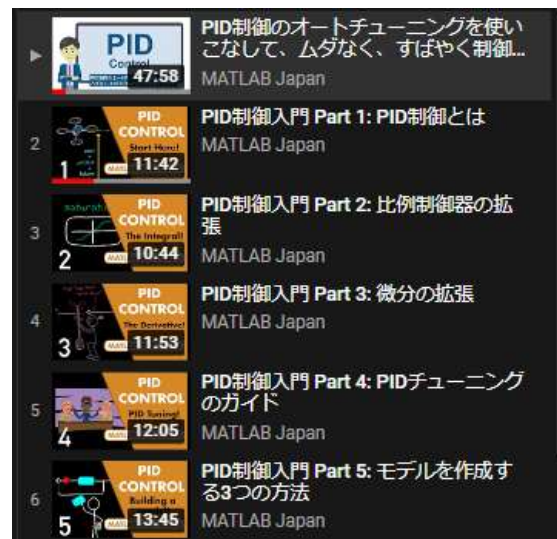 PID
Control
47:58
PID制御のオートチューニングを使い
こなして、ムダなく、すばやく制御...
MATLAB Japan
2
PID
CONTROL
Start Here!
1
11:42
PID制御入門 Part 1: PID制御とは
MATLAB Japan
3
PID
CONTROL
The Integral!
2
10:44
PID制御入門 Part 2: 比例制御器の拡
張
MATLAB Japan
4
PID
CONTROL
The Derivative!
3
11:53
PID制御入門 Part 3: 微分の拡張
MATLAB Japan
5
PID
CONTROL
PID Tuning!
4
12:05
PID制御入門 Part 4: PIDチューニング
のガイド
MATLAB Japan
6
PID
CONTROL
Building a
5
13:45
PID制御入門 Part 5: モデルを作成す
る3つの方法
MATLAB Japan